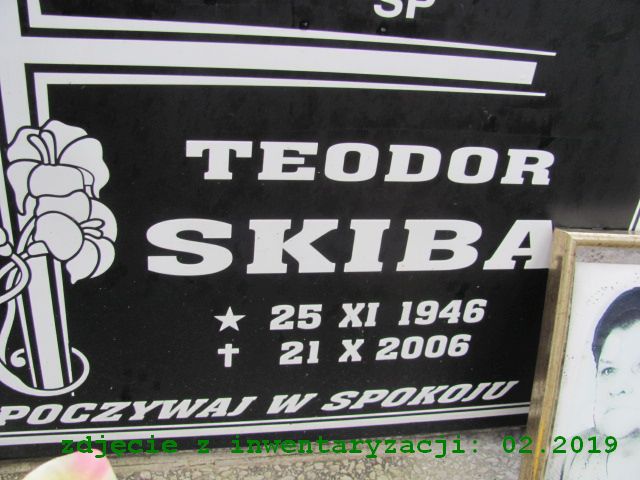 SP
TEODOR
SKIBA
★ 25 XI 1946
✝ 21 X 2006
POCZYWAJ W SPOKOJU
zdjęcie z inwentaryzacji: 02.2019